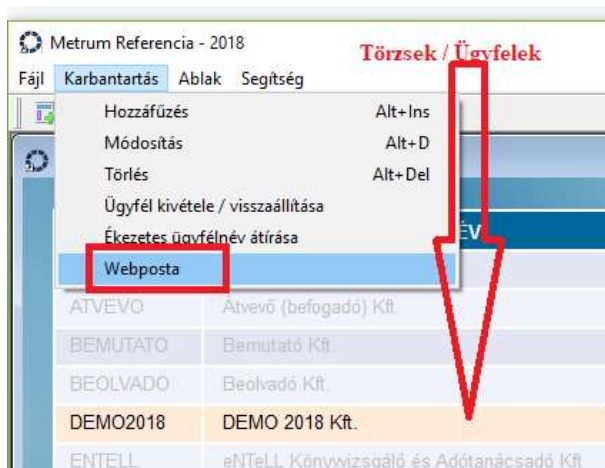 Metrum Referencia - 2018
Törzsek / Ügyfelek
Fájl Karbantartás Ablak Segítség
Hozzáfűzés Alt+Ins
Módosítás Alt+D
Törlés Alt+Del
Ügyfél kivétele / visszaállítása
Ékezetes ügyfélnév átírása
ÉV
Webposta
ATVEVO Átvevő (befogadó) Kft.
BEMUTATO Bemutató Kft.
BEOLVADO Beolvadó Kft.
DEMO2018 DEMO 2018 Kft.
ENTELL eNTeLL Könyvvizsgáló és Adótanácsadó Kft